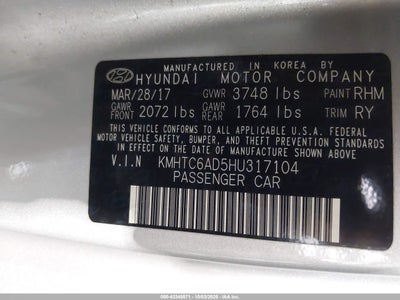 MADE IN KOREA
HYUNDAI MOTOR COMPANY
MAR/28/17 GVWR 3748 lbs PAINT RHM
GAWR FRONT 2072 lbs GAWR REAR 1764 lbs TRIM RY
THIS VEHICLE CONFORMS TO ALL APPLICABLE U.S.
FEDERAL MOTOR VEHICLE SAFETY, BUMPER, AND
THEFT PREVENTION STANDARDS
IN EFFECT ON THE DATE OF MANUFACTURE SHOWN ABOVE.
V.I.N KMHTC6AD5HU317104
PASSENGER CAR